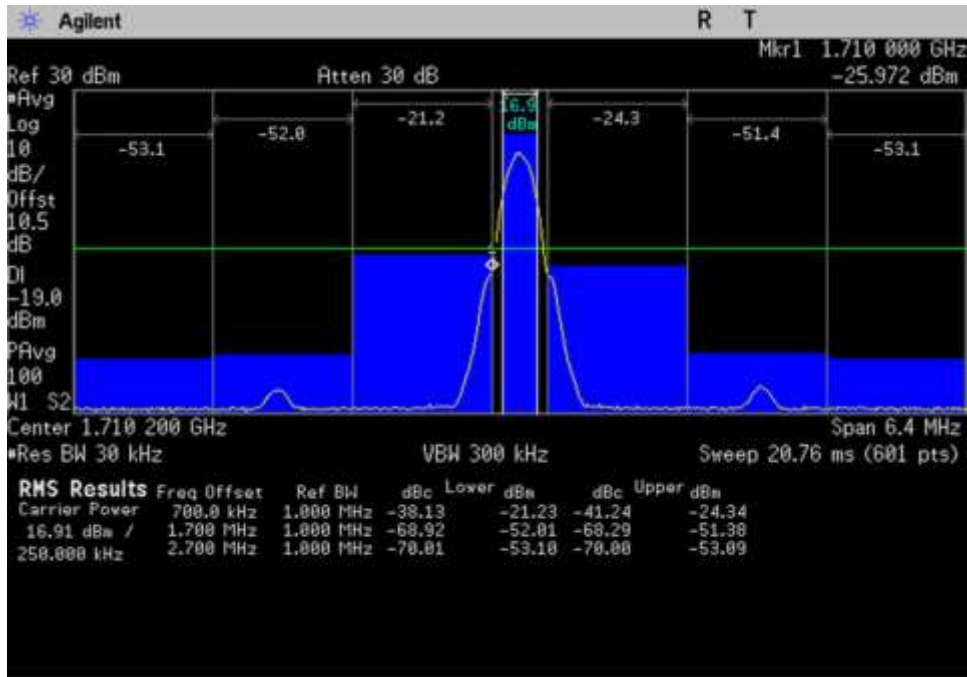 Agilent R T
Mkr1 1.710 000 GHz
Ref 30 dBm Atten 30 dB -25.972 dBm
#Avg
Log
10
dB/
Offst
10.5
dB
DI
-19.0
dBm
PAvg
100
W1 S2
16.9
dBm
-21.2 -24.3
-52.0 -51.4
-53.1 -53.1
Center 1.710 200 GHz Span 6.4 MHz
#Res BW 30 kHz VBW 300 kHz Sweep 20.76 ms (601 pts)
RMS Results Freq Offset Ref BW dBc Lower dBm dBc Upper dBm
Carrier Power 700.0 kHz 1.000 MHz -38.13 -21.23 -41.24 -24.34
16.91 dBm / 1.700 MHz 1.000 MHz -68.92 -52.01 -68.29 -51.38
250.000 kHz 2.700 MHz 1.000 MHz -70.01 -53.10 -70.00 -53.09